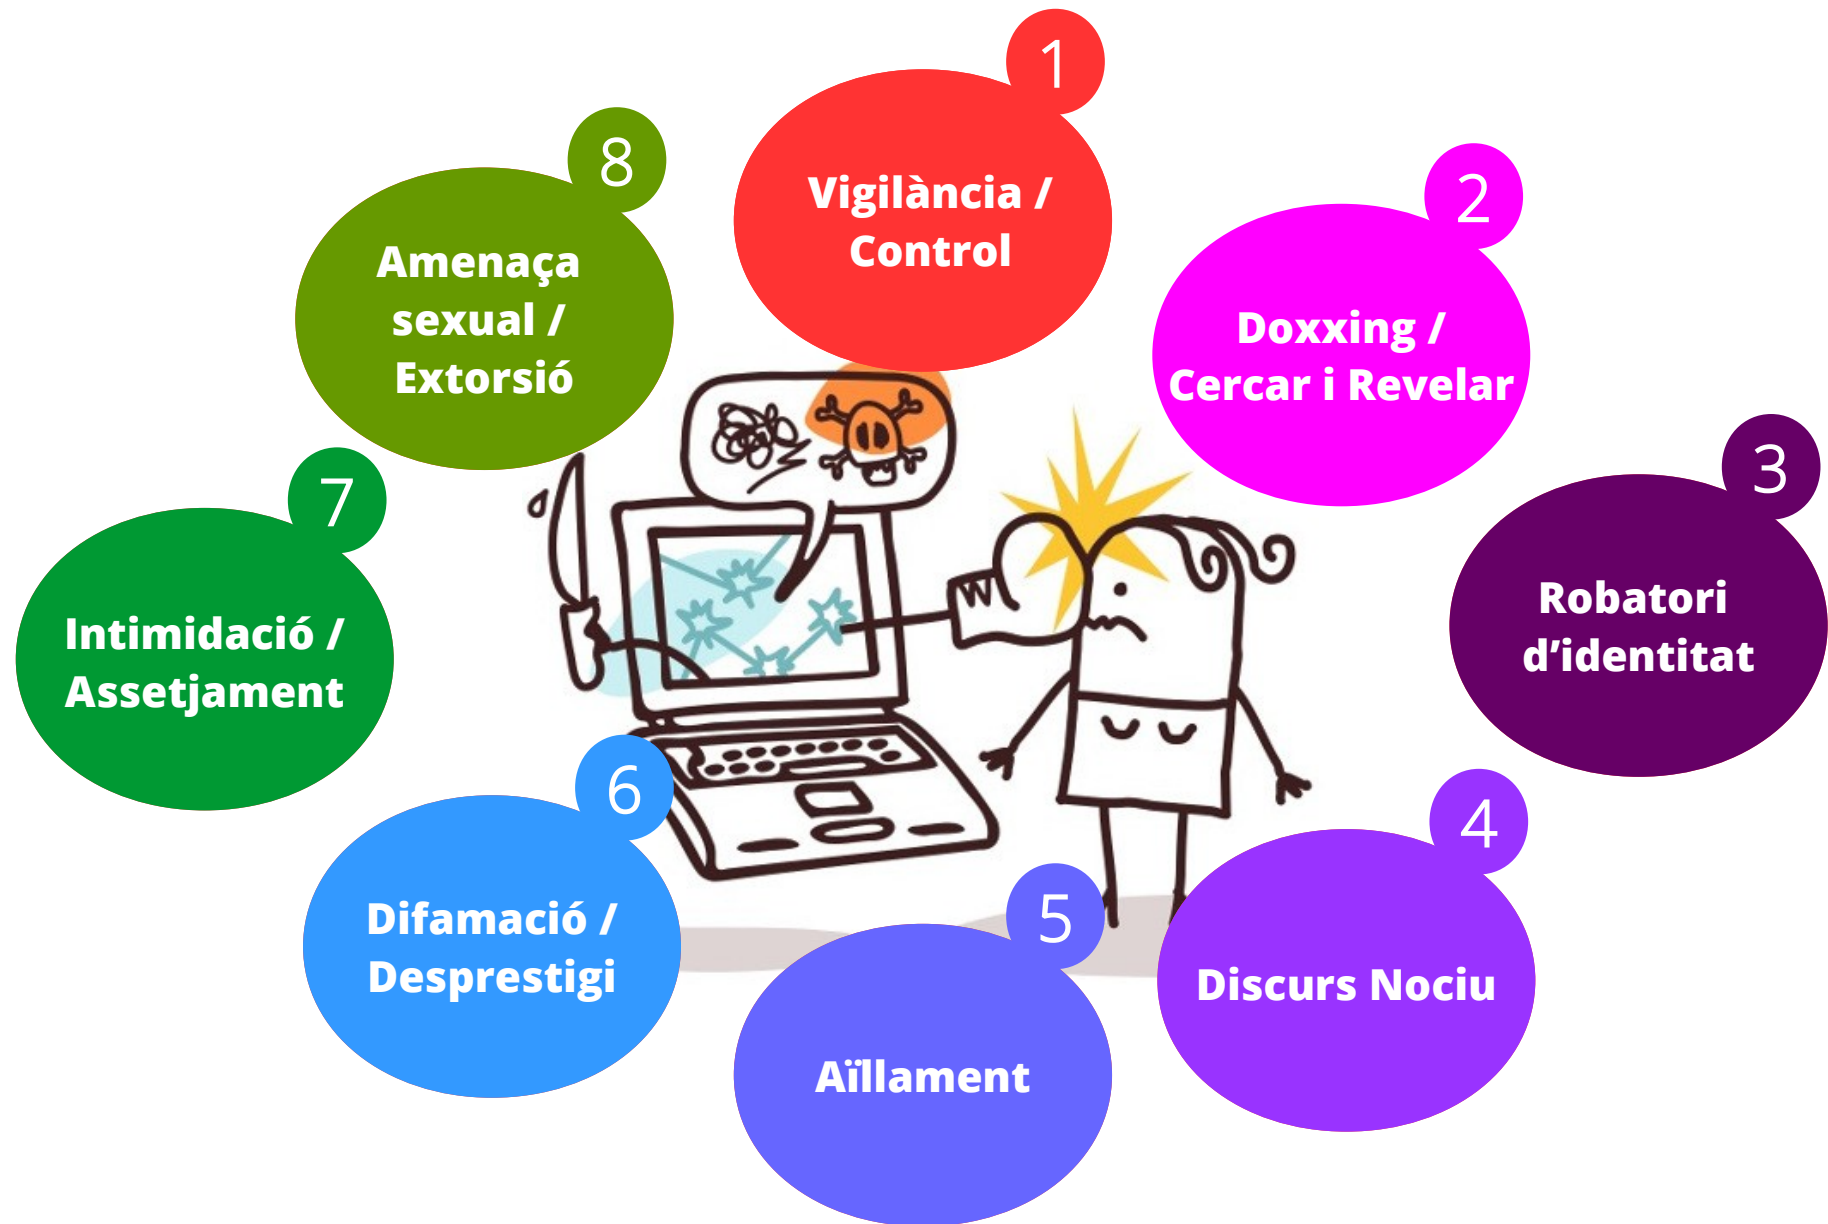 1
Vigilància /
Control
2
Doxxing /
Cercar i Revelar
3
Robatori
d’identitat
4
Discurs Nociu
5
Aïllament
6
Difamació /
Desprestigi
7
Intimidació /
Assetjament
8
Amenaça
sexual /
Extorsió